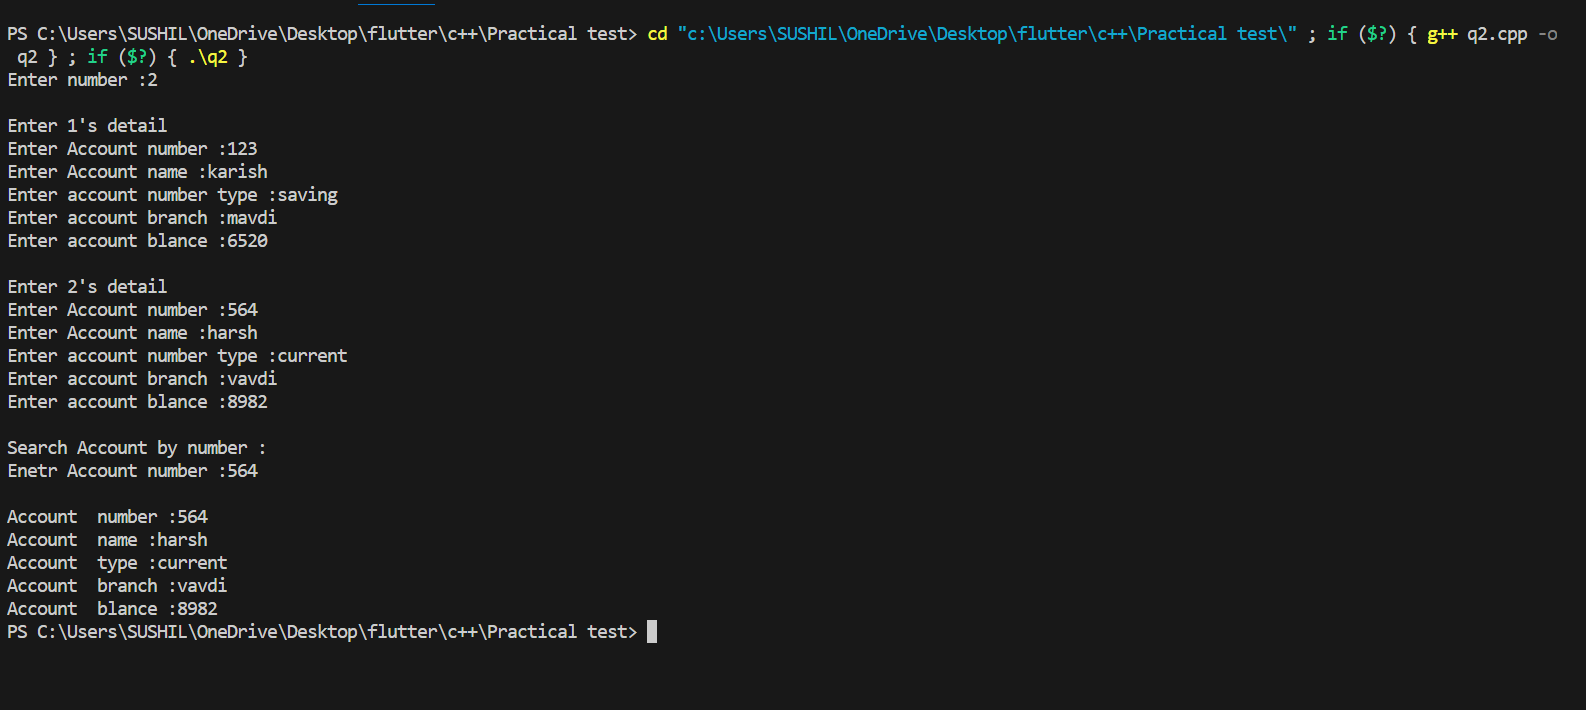 PS C:\Users\SUSHIL\OneDrive\Desktop\flutter\c++\Practical test> cd "c:\Users\SUSHIL\OneDrive\Desktop\flutter\c++\Practical test\" ; if ($?) { g++ q2.cpp -o
 q2 } ; if ($?) { .\q2 }
Enter number :2
Enter 1's detail
Enter Account number :123
Enter Account name :karish
Enter account number type :saving
Enter account branch :mavdi
Enter account blance :6520
Enter 2's detail
Enter Account number :564
Enter Account name :harsh
Enter account number type :current
Enter account branch :vavdi
Enter account blance :8982
Search Account by number :
Enetr Account number :564
Account  number :564
Account  name :harsh
Account  type :current
Account  branch :vavdi
Account  blance :8982
PS C:\Users\SUSHIL\OneDrive\Desktop\flutter\c++\Practical test>